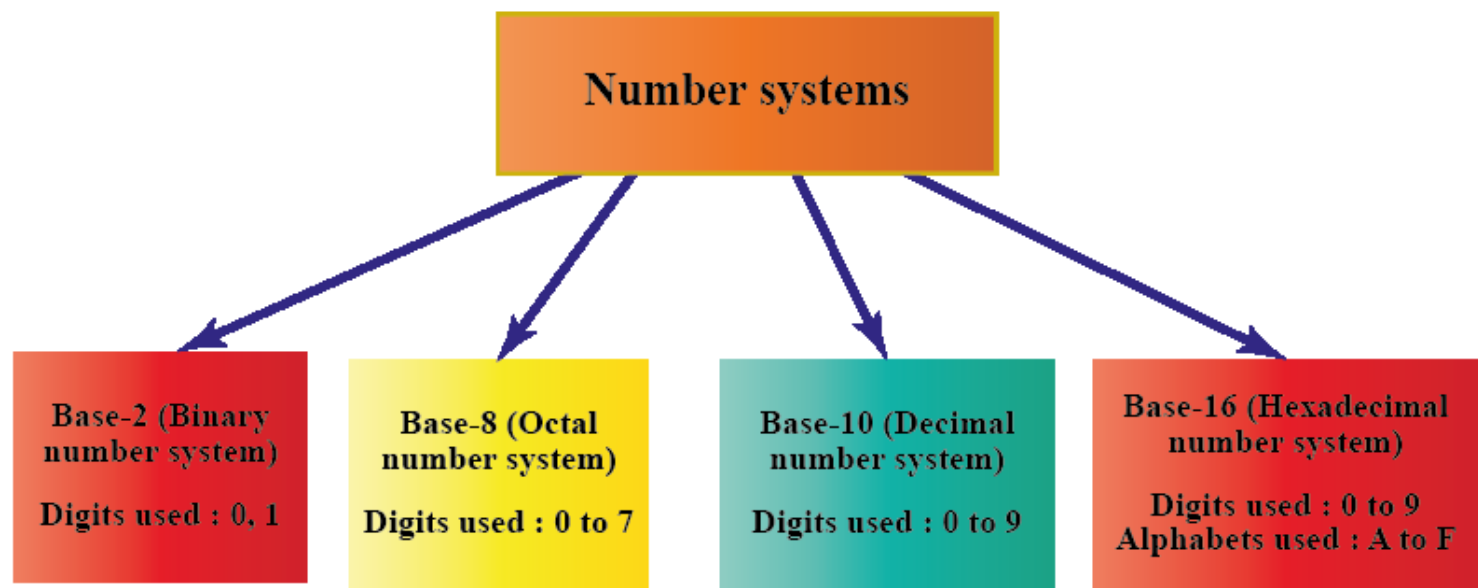 Number systems
Base-2 (Binary
number system)
Digits used : 0, 1
Base-8 (Octal
number system)
Digits used : 0 to 7
Base-10 (Decimal
number system)
Digits used : 0 to 9
Base-16 (Hexadecimal
number system)
Digits used : 0 to 9
Alphabets used : A to F